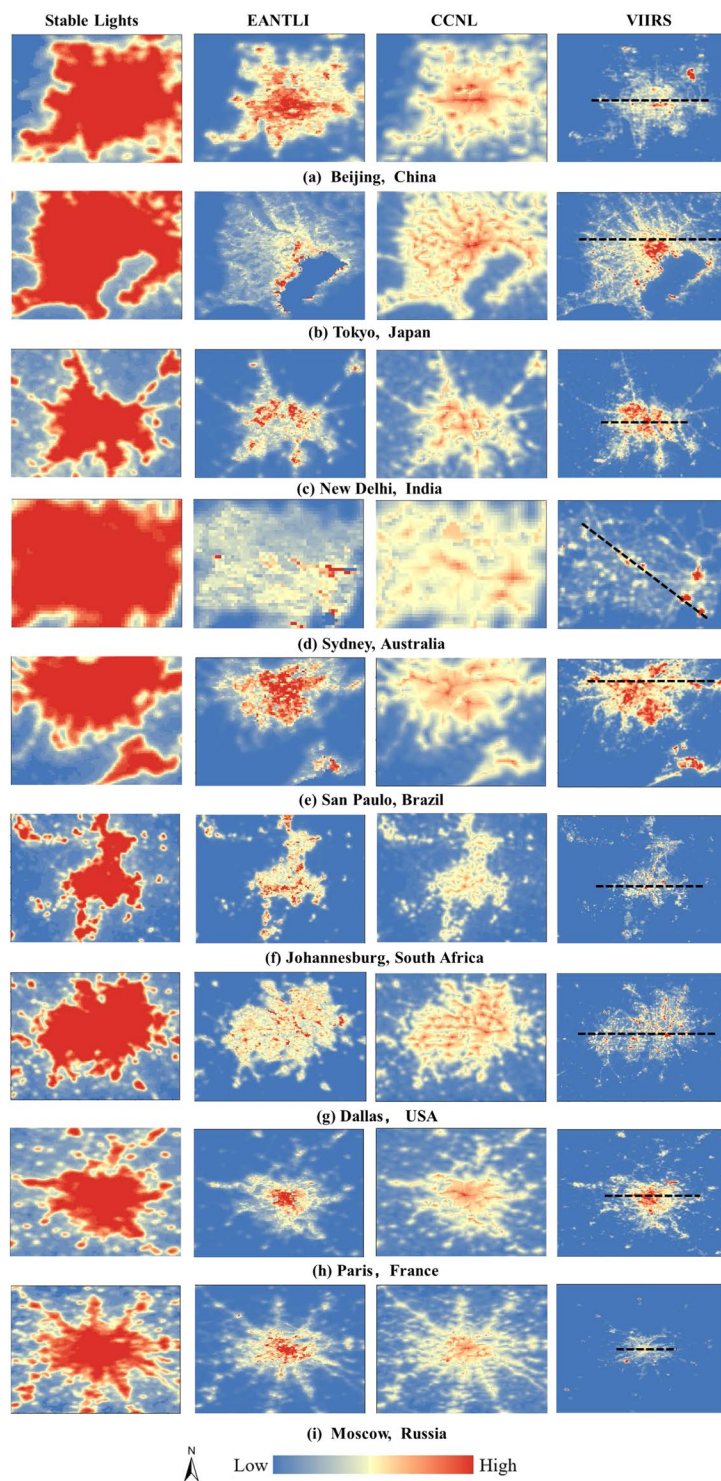 Stable Lights EANTLI CCNL VIIRS
(a) Beijing, China
(b) Tokyo, Japan
(c) New Delhi, India
(d) Sydney, Australia
(e) San Paulo, Brazil
(f) Johannesburg, South Africa
(g) Dallas， USA
(h) Paris， France
(i) Moscow, Russia
N
Low High